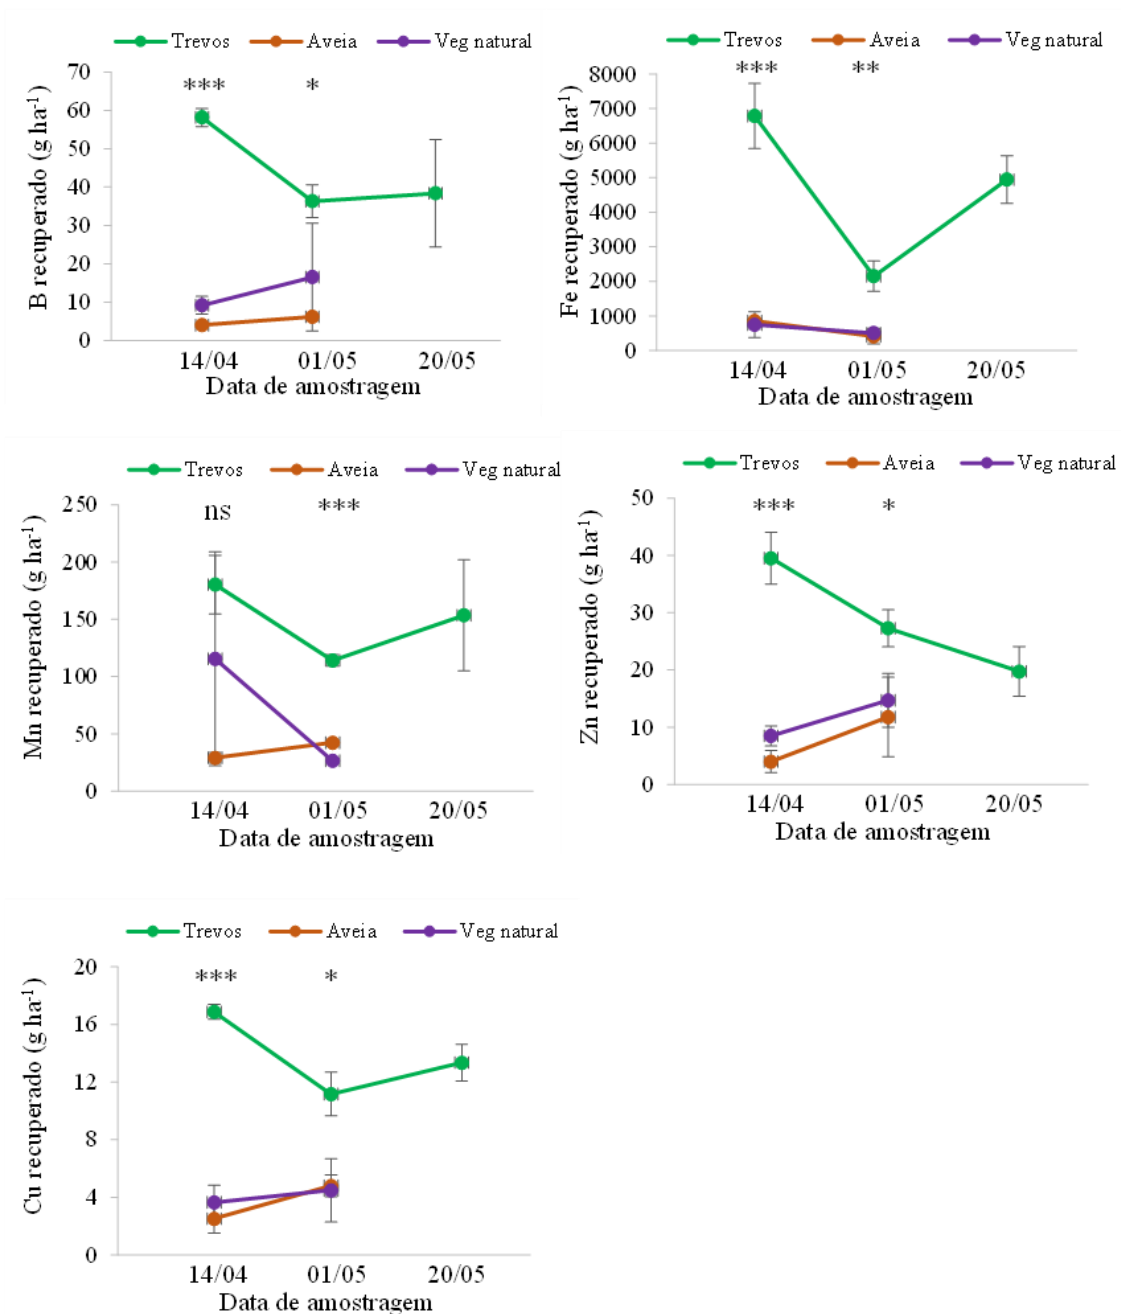 Trevos Aveia Veg natural
B recuperado (g ha⁻¹)
70
60
50
40
30
20
10
0
*** *
14/04 01/05 20/05
Data de amostragem
Trevos Aveia Veg natural
Fe recuperado (g ha⁻¹)
8000
7000
6000
5000
4000
3000
2000
1000
0
*** **
14/04 01/05 20/05
Data de amostragem
Trevos Aveia Veg natural
Mn recuperado (g ha⁻¹)
250
200
150
100
50
0
ns ***
14/04 01/05 20/05
Data de amostragem
Trevos Aveia Veg natural
Zn recuperado (g ha⁻¹)
50
40
30
20
10
0
*** *
14/04 01/05 20/05
Data de amostragem
Trevos Aveia Veg natural
Cu recuperado (g ha⁻¹)
20
16
12
8
4
0
*** *
14/04 01/05 20/05
Data de amostragem